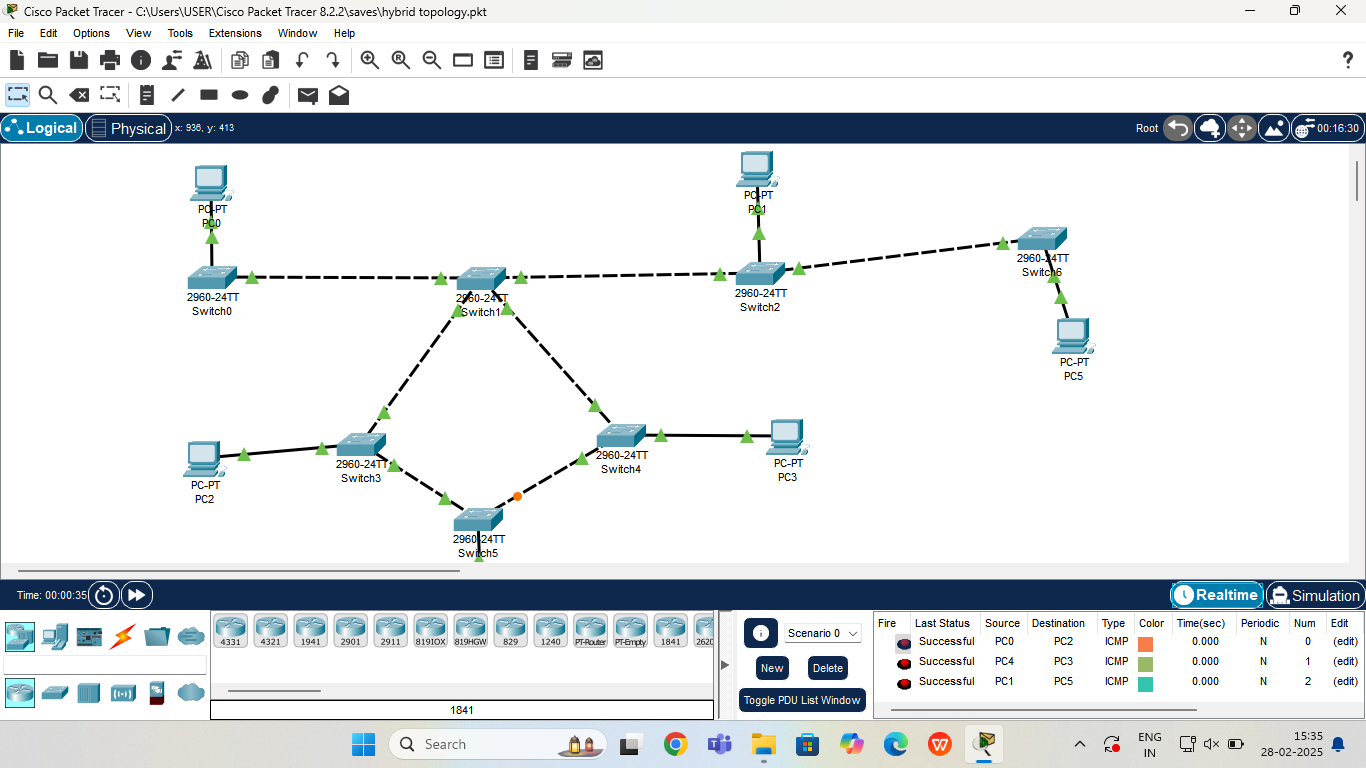 Cisco Packet Tracer - C:\Users\USER\Cisco Packet Tracer 8.2.2\saves\hybrid topology.pkt
File Edit Options View Tools Extensions Window Help
Logical Physical x: 936, y: 413 Root 00:16:30
PC-PT
PC0
PC-PT
PC1
2960-24TT
Switch0
2960-24TT
Switch1
2960-24TT
Switch2
2960-24TT
Switch6
PC-PT
PC5
PC-PT
PC2
2960-24TT
Switch3
2960-24TT
Switch4
PC-PT
PC3
2960-24TT
Switch5
Time: 00:00:35 Realtime Simulation
4331 4321 1941 2901 2911 819IOX 819HGW 829 1240 PT-Router PT-Empty 1841 2620
1841
Scenario 0
New Delete
Toggle PDU List Window
Fire Last Status Source Destination Type Color Time(sec) Periodic Num Edit
Successful PC0 PC2 ICMP 0.000 N 0 (edit)
Successful PC4 PC3 ICMP 0.000 N 1 (edit)
Successful PC1 PC5 ICMP 0.000 N 2 (edit)
Search
ENG
IN
15:35
28-02-2025